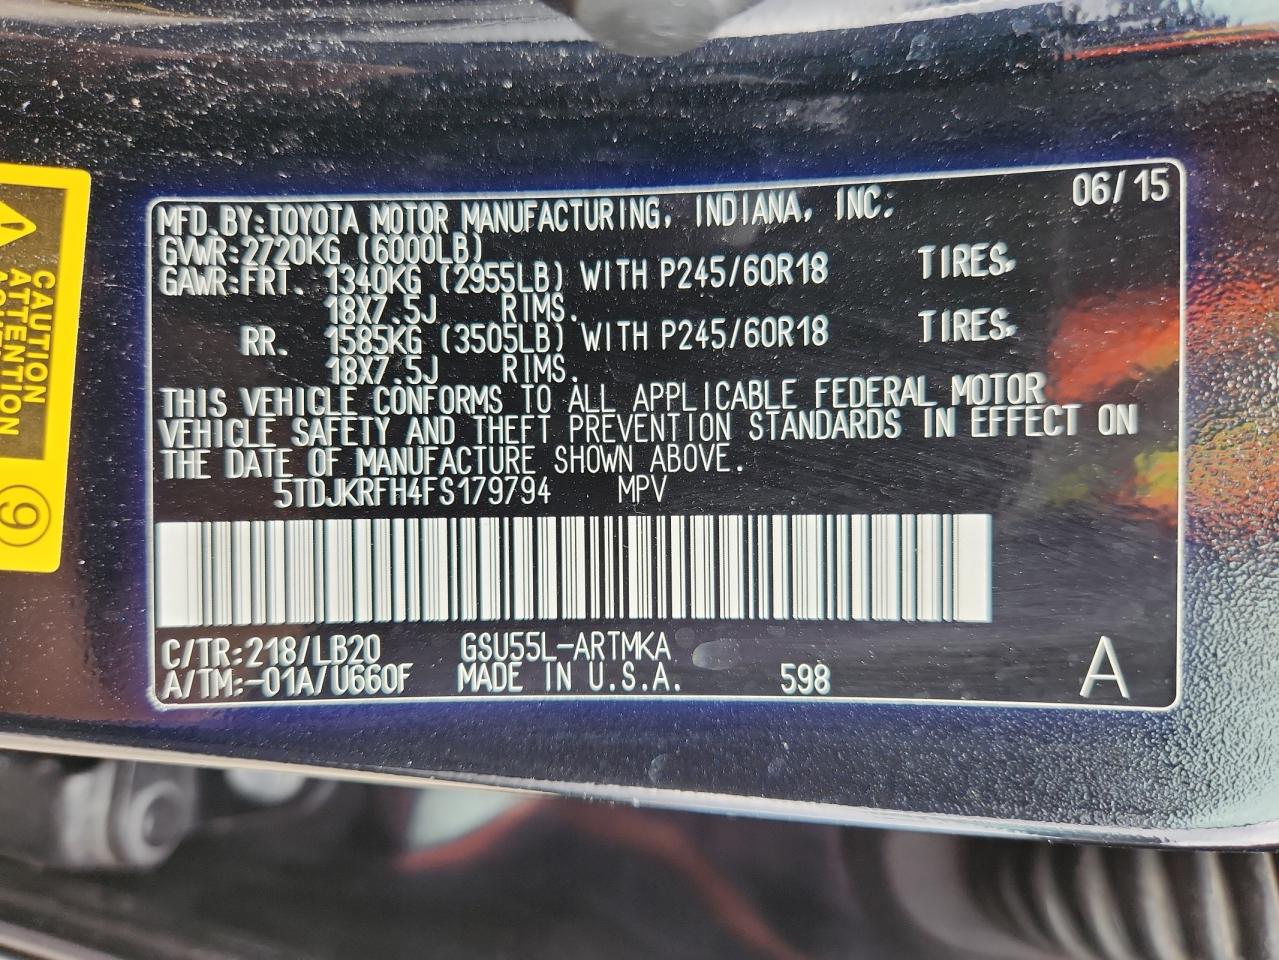 MFD.BY:TOYOTA MOTOR MANUFACTURING, INDIANA, INC. 06/15
GVWR:2720KG (6000LB)
GAWR:FRT. 1340KG (2955LB) WITH P245/60R18 TIRES.
18X7.5J RIMS.
RR. 1585KG (3505LB) WITH P245/60R18 TIRES.
18X7.5J RIMS.
THIS VEHICLE CONFORMS TO ALL APPLICABLE FEDERAL MOTOR
VEHICLE SAFETY AND THEFT PREVENTION STANDARDS IN EFFECT ON
THE DATE OF MANUFACTURE SHOWN ABOVE.
5TDJKRFH4FS179794 MPV
C/TR:218/LB20 GSU55L-ARTMKA
A/TM:-01A/U660F MADE IN U.S.A. 598 A
CAUTION
ATTENTION
9